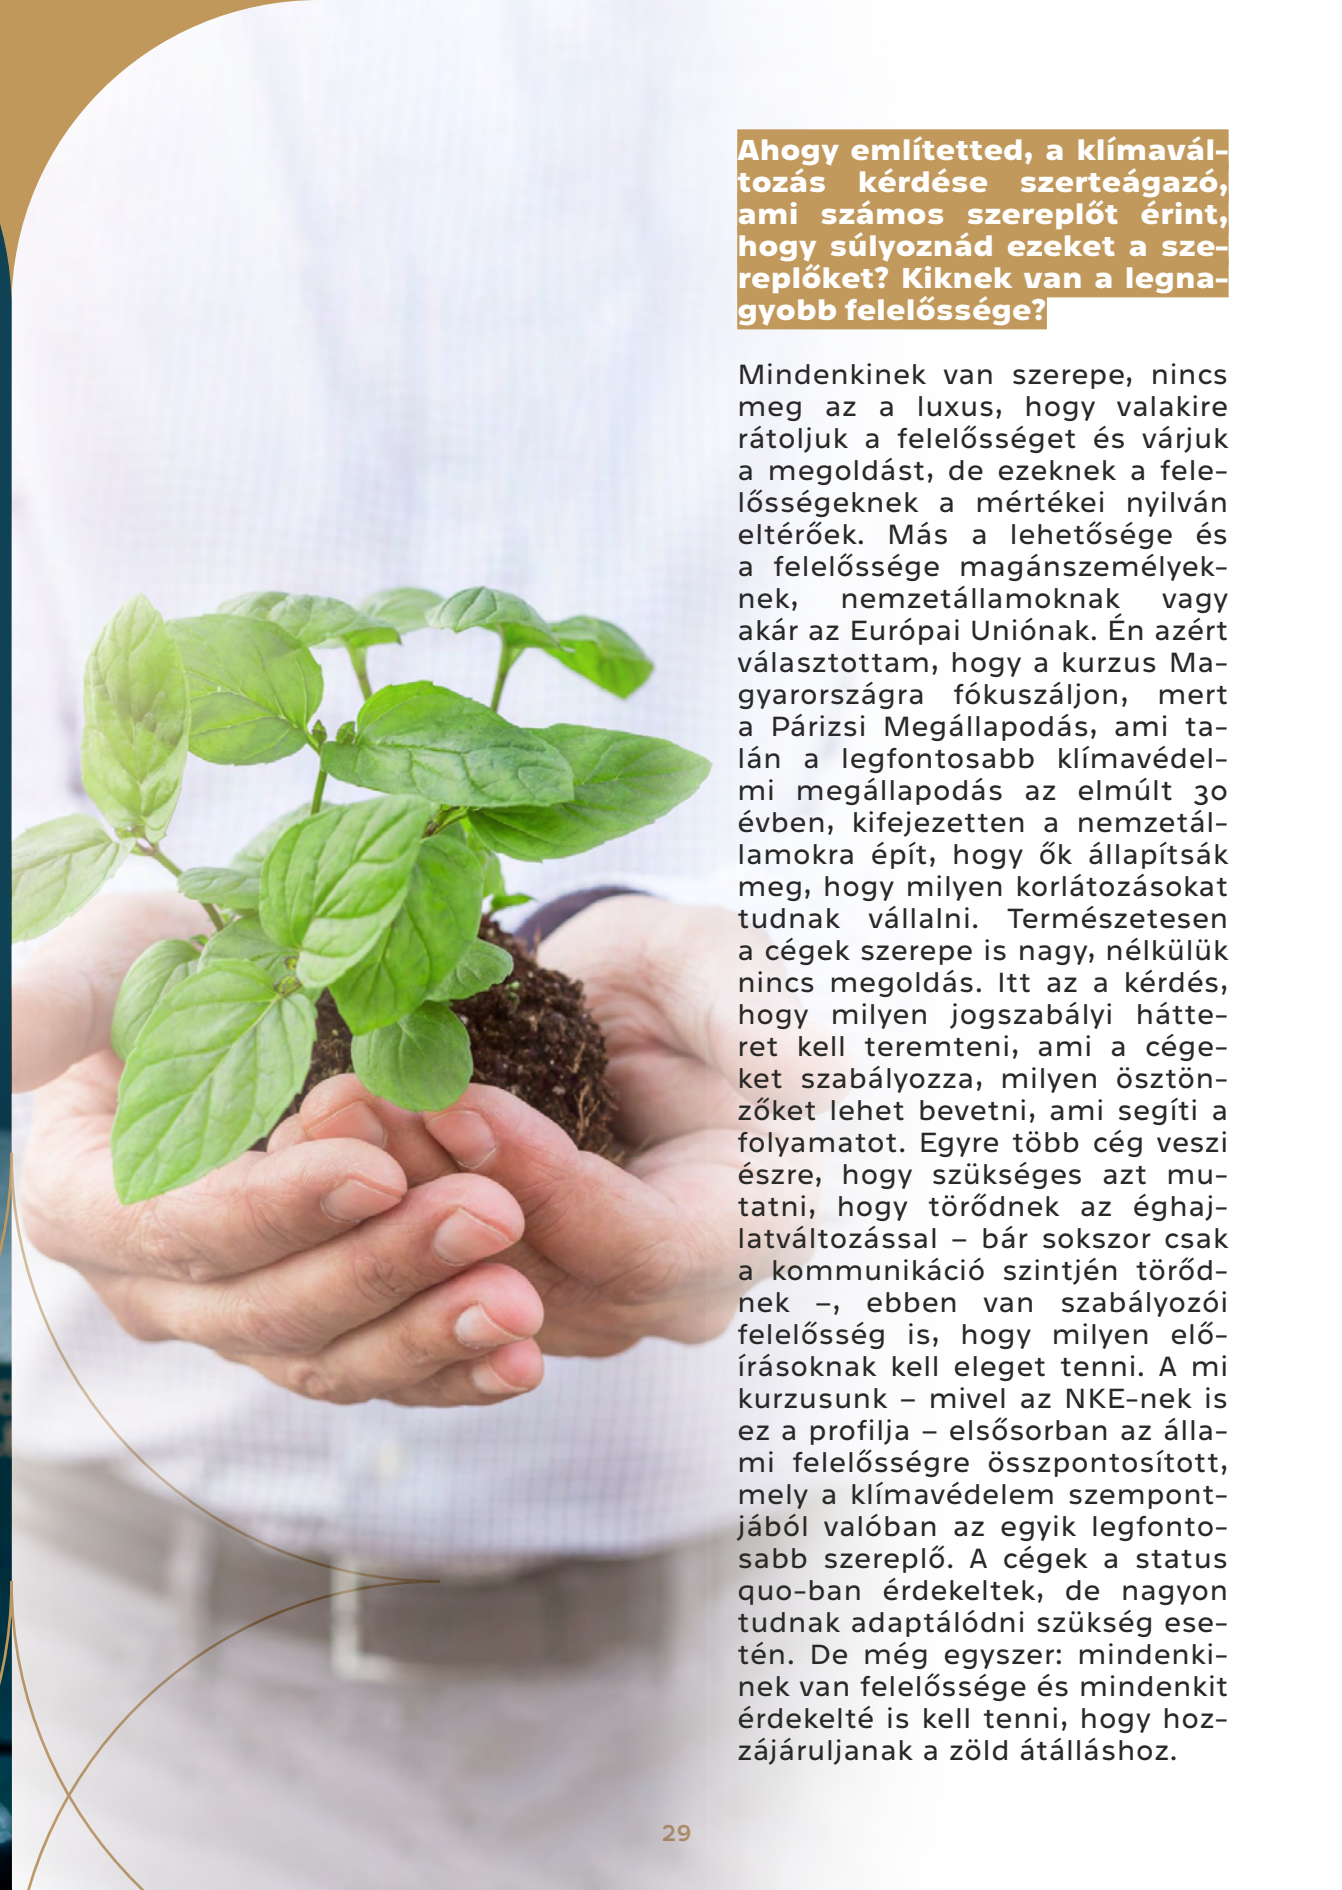 Ahogy említetted, a klímavál-
tozás kérdése szerteágazó,
ami számos szereplőt érint,
hogy súlyoznád ezeket a sze-
replőket? Kiknek van a legna-
gyobb felelőssége?
Mindenkinek van szerepe, nincs
meg az a luxus, hogy valakire
rátoljuk a felelősséget és várjuk
a megoldást, de ezeknek a fele-
lősségeknek a mértékei nyilván
eltérőek. Más a lehetősége és
a felelőssége magánszemélyek-
nek, nemzetállamoknak vagy
akár az Európai Uniónak. Én azért
választottam, hogy a kurzus Ma-
gyarországra fókuszáljon, mert
a Párizsi Megállapodás, ami ta-
lán a legfontosabb klímavédel-
mi megállapodás az elmúlt 30
évben, kifejezetten a nemzetál-
lamokra épít, hogy ők állapítsák
meg, hogy milyen korlátozásokat
tudnak vállalni. Természetesen
a cégek szerepe is nagy, nélkülük
nincs megoldás. Itt az a kérdés,
hogy milyen jogszabályi hátte-
ret kell teremteni, ami a cége-
ket szabályozza, milyen ösztön-
zőket lehet bevetni, ami segíti a
folyamatot. Egyre több cég veszi
észre, hogy szükséges azt mu-
tatni, hogy törődnek az éghaj-
latváltozással – bár sokszor csak
a kommunikáció szintjén törőd-
nek –, ebben van szabályozói
felelősség is, hogy milyen elő-
írásoknak kell eleget tenni. A mi
kurzusunk – mivel az NKE-nek is
ez a profilja – elsősorban az álla-
mi felelősségre összpontosított,
mely a klímavédelem szempont-
jából valóban az egyik legfonto-
sabb szereplő. A cégek a status
quo-ban érdekeltek, de nagyon
tudnak adaptálódni szükség ese-
tén. De még egyszer: mindenki-
nek van felelőssége és mindenkit
érdekelté is kell tenni, hogy hoz-
zájáruljanak a zöld átálláshoz.
29